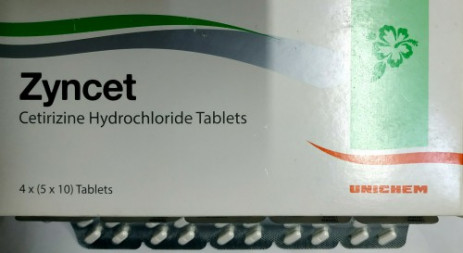 Zyncet
Cetirizine Hydrochloride Tablets
4 x (5 x 10) Tablets
UNICHEM